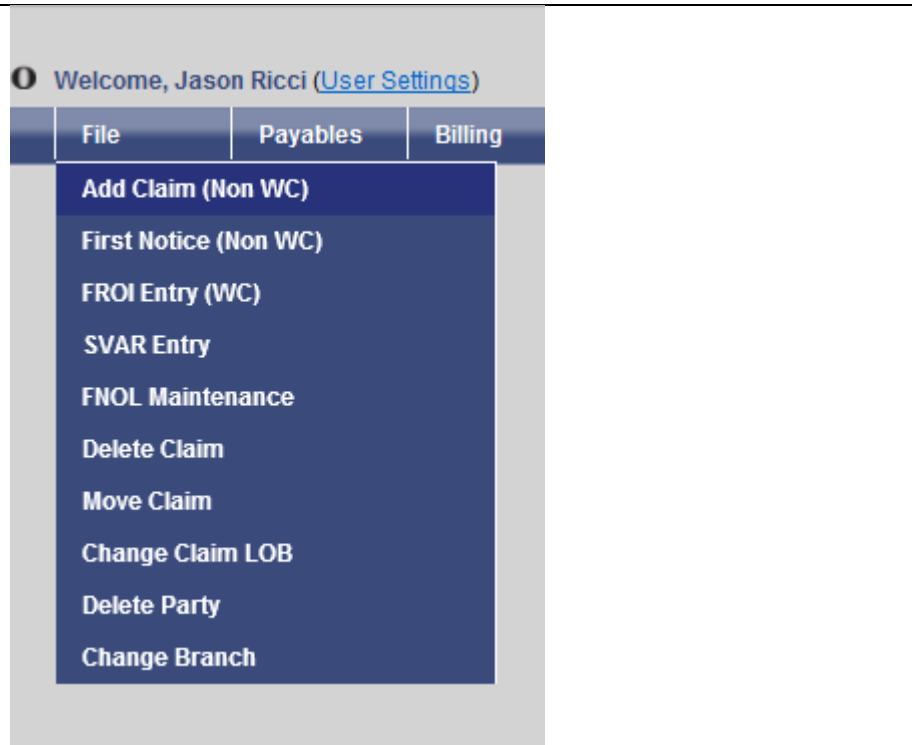 O Welcome, Jason Ricci (User Settings)
File Payables Billing
Add Claim (Non WC)
First Notice (Non WC)
FROI Entry (WC)
SVAR Entry
FNOL Maintenance
Delete Claim
Move Claim
Change Claim LOB
Delete Party
Change Branch